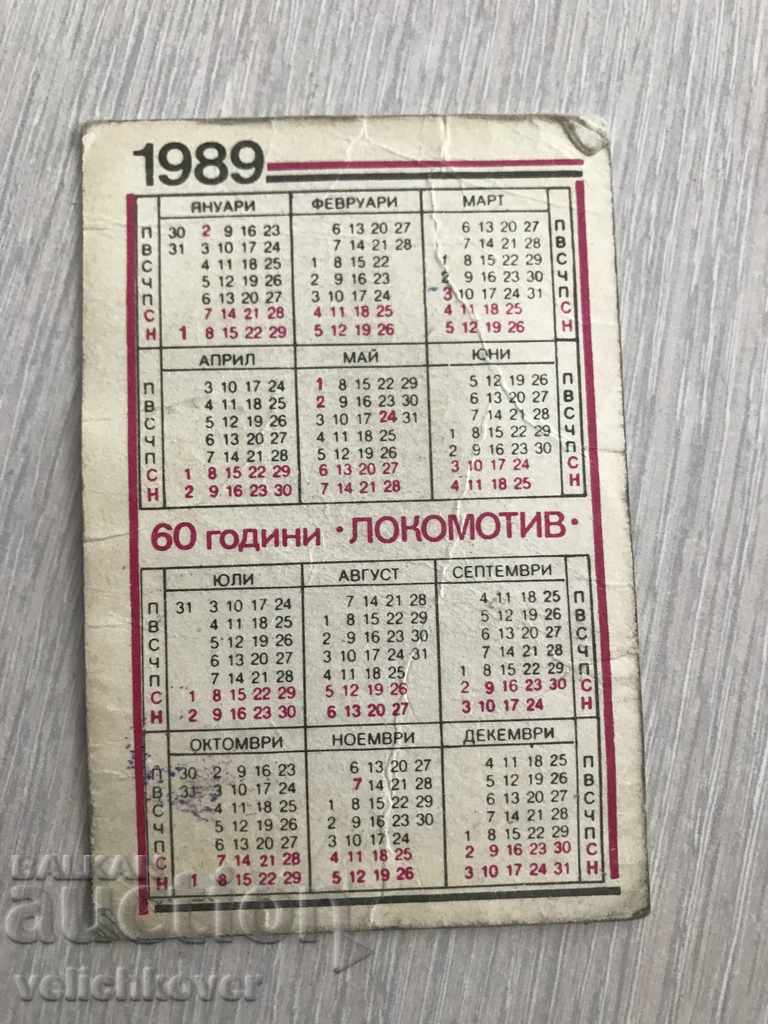 1989
ЯНУАРИ ФЕВРУАРИ МАРТ
П 30 2 9 16 23 6 13 20 27 6 13 20 27 П
В 31 3 10 17 24 7 14 21 28 7 14 21 28 В
С 4 11 18 25 1 8 15 22 1 8 15 22 29 С
Ч 5 12 19 26 2 9 16 23 2 9 16 23 30 Ч
П 6 13 20 27 3 10 17 24 3 10 17 24 31 П
С 7 14 21 28 4 11 18 25 4 11 18 25 С
Н 1 8 15 22 29 5 12 19 26 5 12 19 26 Н
АПРИЛ МАЙ ЮНИ
П 3 10 17 24 1 8 15 22 29 5 12 19 26 П
В 4 11 18 25 2 9 16 23 30 6 13 20 27 В
С 5 12 19 26 3 10 17 24 31 7 14 21 28 С
Ч 6 13 20 27 4 11 18 25 1 8 15 22 29 Ч
П 7 14 21 28 5 12 19 26 2 9 16 23 30 П
С 1 8 15 22 29 6 13 20 27 3 10 17 24 С
Н 2 9 16 23 30 7 14 21 28 4 11 18 25 Н
60 години · ЛОКОМОТИВ ·
ЮЛИ АВГУСТ СЕПТЕМВРИ
П 31 3 10 17 24 7 14 21 28 4 11 18 25 П
В 4 11 18 25 1 8 15 22 29 5 12 19 26 В
С 5 12 19 26 2 9 16 23 30 6 13 20 27 С
Ч 6 13 20 27 3 10 17 24 31 7 14 21 28 Ч
П 7 14 21 28 4 11 18 25 1 8 15 22 29 П
С 1 8 15 22 29 5 12 19 26 2 9 16 23 30 С
Н 2 9 16 23 30 6 13 20 27 3 10 17 24 Н
ОКТОМВРИ НОЕМВРИ ДЕКЕМВРИ
П 30 2 9 16 23 6 13 20 27 4 11 18 25 П
В 31 3 10 17 24 7 14 21 28 5 12 19 26 В
С 4 11 18 25 1 8 15 22 29 6 13 20 27 С
Ч 5 12 19 26 2 9 16 23 30 7 14 21 28 Ч
П 6 13 20 27 3 10 17 24 1 8 15 22 29 П
С 7 14 21 28 4 11 18 25 2 9 16 23 30 С
Н 1 8 15 22 29 5 12 19 26 3 10 17 24 31 Н
BALKAN
auction
velichkover